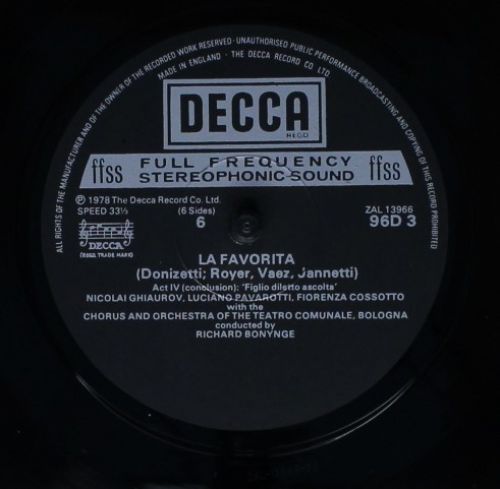 ALL RIGHTS OF THE MANUFACTURER AND OF THE OWNER OF THE RECORDED WORK RESERVED · UNAUTHORISED PUBLIC PERFORMANCE BROADCASTING AND COPYING OF THIS RECORD PROHIBITED
MADE IN ENGLAND · THE DECCA RECORD CO LTD
DECCA
REGD
ffss FULL FREQUENCY STEREOPHONIC SOUND ffss
℗ 1978 The Decca Record Co. Ltd.
ZAL 13966
SPEED 33⅓ (6 Sides)
6 96D 3
DECCA
TRADE MARK
LA FAVORITA
(Donizetti; Royer, Vaez, Jannetti)
Act IV (conclusion): "Figlio diletto ascolta"
NICOLAI GHIAUROV, LUCIANO PAVAROTTI, FIORENZA COSSOTTO
with the
CHORUS AND ORCHESTRA OF THE TEATRO COMUNALE, BOLOGNA
conducted by
RICHARD BONYNGE